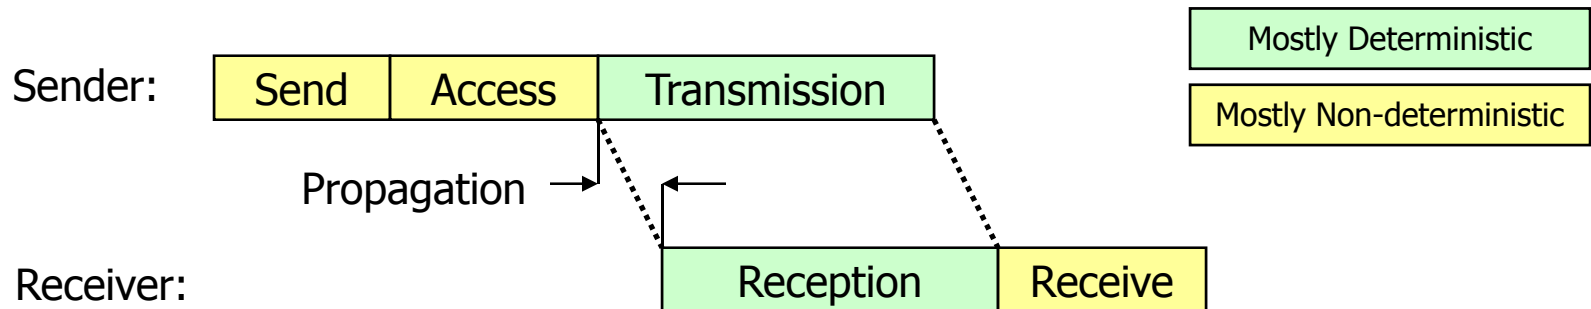 Mostly Deterministic
Sender: Send Access Transmission
Mostly Non-deterministic
Propagation
Receiver: Reception Receive